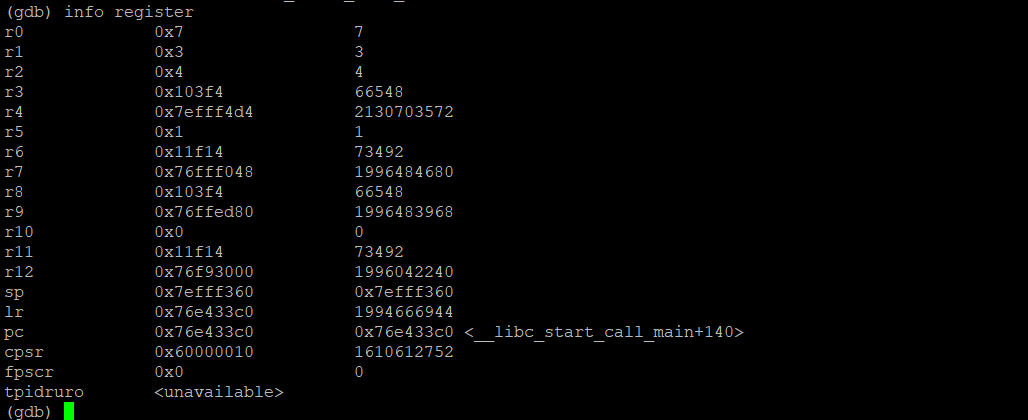 (gdb) info register
r0 0x7 7
r1 0x3 3
r2 0x4 4
r3 0x103f4 66548
r4 0x7efff4d4 2130703572
r5 0x1 1
r6 0x11f14 73492
r7 0x76fff048 1996484680
r8 0x103f4 66548
r9 0x76ffed80 1996483968
r10 0x0 0
r11 0x11f14 73492
r12 0x76f93000 1996042240
sp 0x7efff360 0x7efff360
lr 0x76e433c0 1994666944
pc 0x76e433c0 0x76e433c0 <__libc_start_call_main+140>
cpsr 0x60000010 1610612752
fpscr 0x0 0
tpidruro <unavailable>
(gdb)